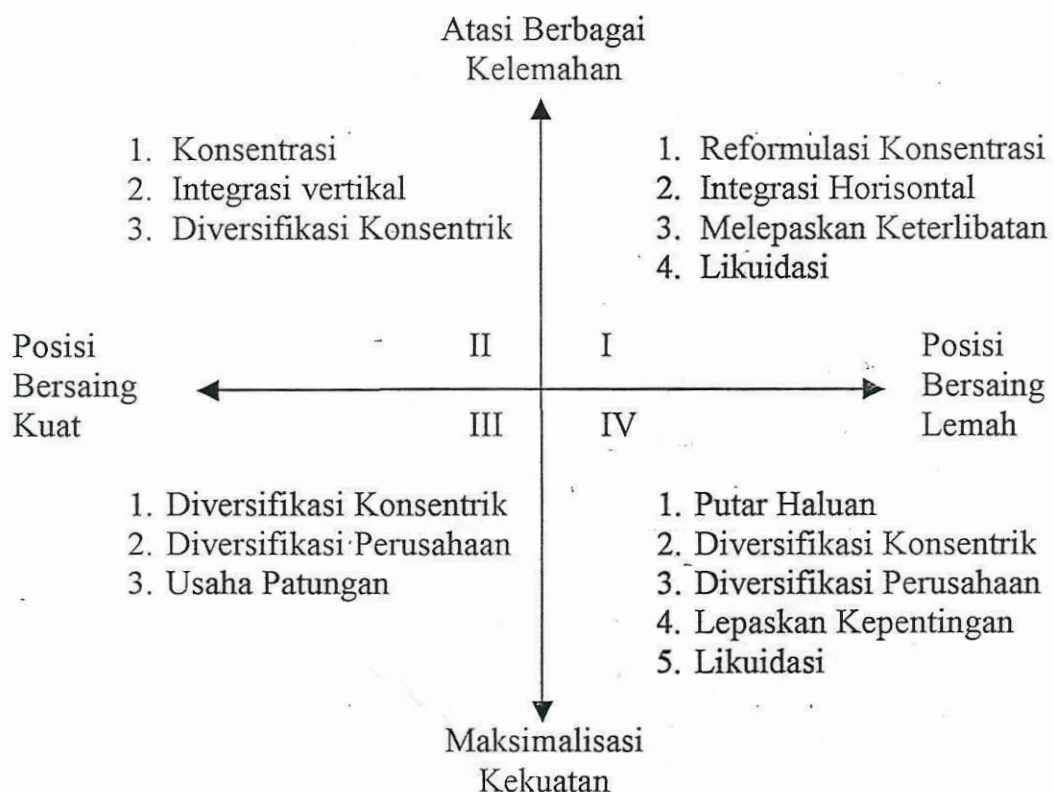 Atasi Berbagai
Kelemahan
1. Konsentrasi
2. Integrasi vertikal
3. Diversifikasi Konsentrik
1. Reformulasi Konsentrasi
2. Integrasi Horisontal
3. Melepaskan Keterlibatan
4. Likuidasi
Posisi
Bersaing
Kuat
II
I
Posisi
Bersaing
Lemah
III
IV
1. Diversifikasi Konsentrik
2. Diversifikasi Perusahaan
3. Usaha Patungan
1. Putar Haluan
2. Diversifikasi Konsentrik
3. Diversifikasi Perusahaan
4. Lepaskan Kepentingan
5. Likuidasi
Maksimalisasi
Kekuatan